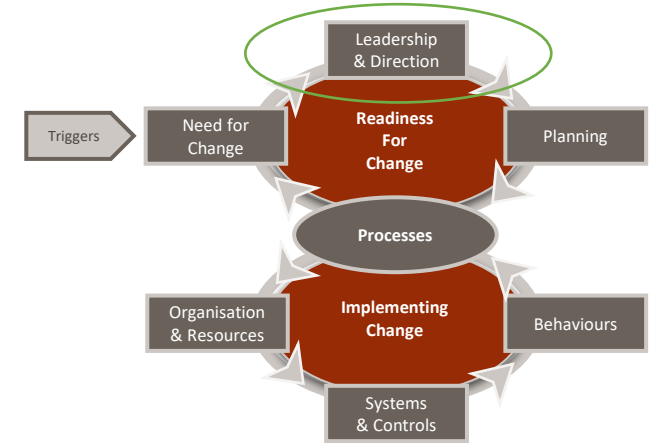 Leadership
& Direction
Triggers
Need for
Change
Readiness
For
Change
Planning
Processes
Organisation
& Resources
Implementing
Change
Behaviours
Systems
& Controls